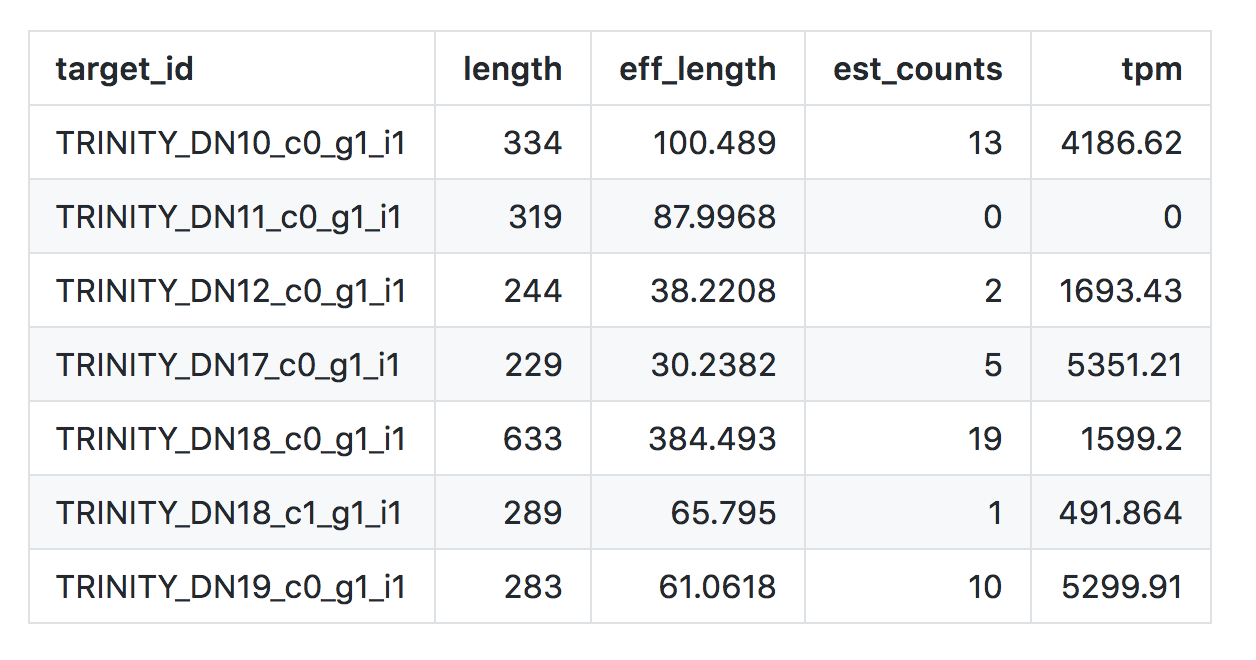 target_id length eff_length est_counts tpm
TRINITY_DN10_c0_g1_i1 334 100.489 13 4186.62
TRINITY_DN11_c0_g1_i1 319 87.9968 0 0
TRINITY_DN12_c0_g1_i1 244 38.2208 2 1693.43
TRINITY_DN17_c0_g1_i1 229 30.2382 5 5351.21
TRINITY_DN18_c0_g1_i1 633 384.493 19 1599.2
TRINITY_DN18_c1_g1_i1 289 65.795 1 491.864
TRINITY_DN19_c0_g1_i1 283 61.0618 10 5299.91